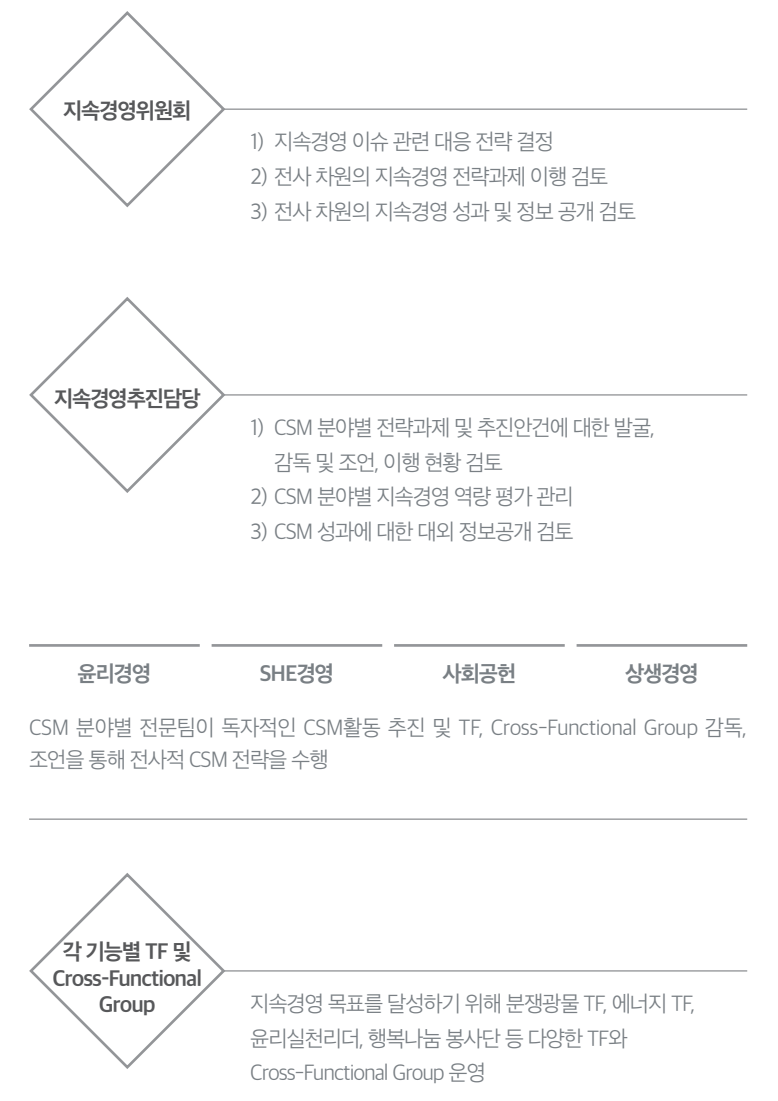 지속경영위원회
1) 지속경영 이슈 관련 대응 전략 결정
2) 전사 차원의 지속경영 전략과제 이행 검토
3) 전사 차원의 지속경영 성과 및 정보 공개 검토
지속경영추진담당
1) CSM 분야별 전략과제 및 추진안건에 대한 발굴,
감독 및 조언, 이행 현황 검토
2) CSM 분야별 지속경영 역량 평가 관리
3) CSM 성과에 대한 대외 정보공개 검토
윤리경영
SHE경영
사회공헌
상생경영
CSM 분야별 전문팀이 독자적인 CSM활동 추진 및 TF, Cross-Functional Group 감독,
조언을 통해 전사적 CSM 전략을 수행
각 기능별 TF 및
Cross-Functional
Group
지속경영 목표를 달성하기 위해 분쟁광물 TF, 에너지 TF,
윤리실천리더, 행복나눔 봉사단 등 다양한 TF와
Cross-Functional Group 운영